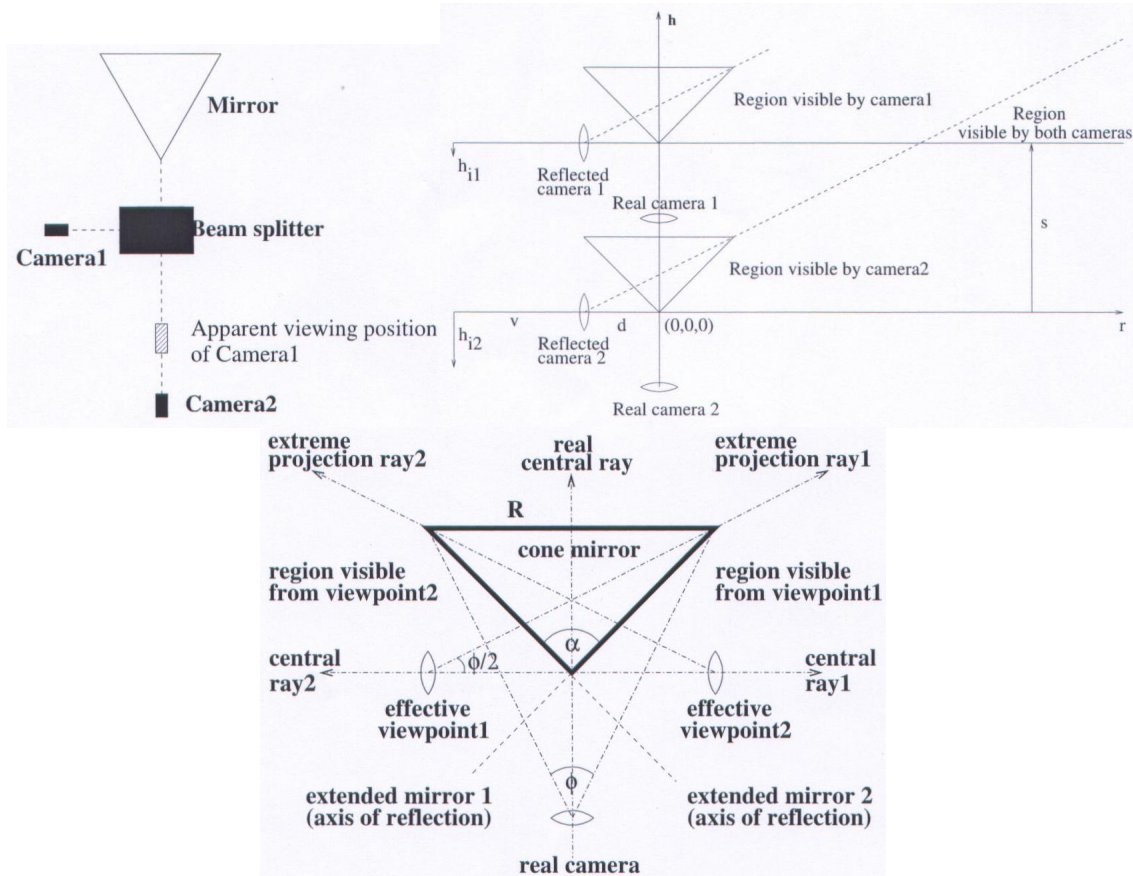 Mirror
Beam splitter
Camera1
Apparent viewing position
of Camera1
Camera2
h
Region visible by camera1
Region
visible by both cameras
h_{i1}
Reflected
camera 1
Real camera 1
s
Region visible by camera2
v
d
(0,0,0)
r
h_{i2}
Reflected
camera 2
Real camera 2
extreme
projection ray2
real
central ray
extreme
projection ray1
R
cone mirror
region visible
from viewpoint2
region visible
from viewpoint1
α
ϕ/2
central
ray2
central
ray1
effective
viewpoint1
effective
viewpoint2
ϕ
extended mirror 1
(axis of reflection)
extended mirror 2
(axis of reflection)
real camera